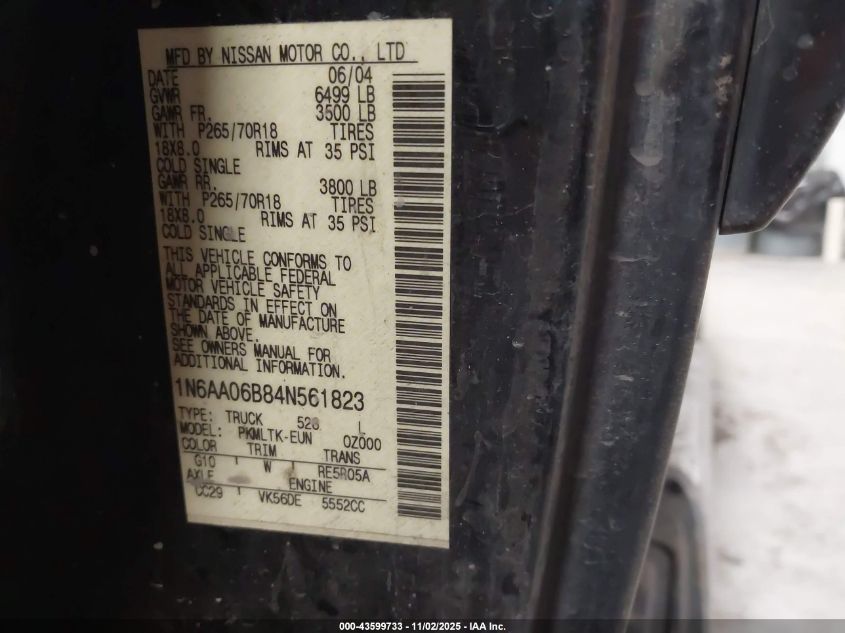 MFD BY NISSAN MOTOR CO., LTD
DATE 06/04
GVWR 6499 LB
GAWR FR. 3500 LB
WITH P265/70R18 TIRES
18X8.0 RIMS AT 35 PSI
COLD SINGLE
GAWR RR. 3800 LB
WITH P265/70R18 TIRES
18X8.0 RIMS AT 35 PSI
COLD SINGLE
THIS VEHICLE CONFORMS TO
ALL APPLICABLE FEDERAL
MOTOR VEHICLE SAFETY
STANDARDS IN EFFECT ON
THE DATE OF MANUFACTURE
SHOWN ABOVE.
SEE OWNERS MANUAL FOR
ADDITIONAL INFORMATION.
1N6AA06B84N561823
TYPE: TRUCK L
MODEL: PKMLTK-EUN 0Z000
COLOR TRIM TRANS
G10 W RE5R05A
AXLE ENGINE
CC29 VK56DE 5552CC
000-43599733 - 11/02/2025 - IAA Inc.